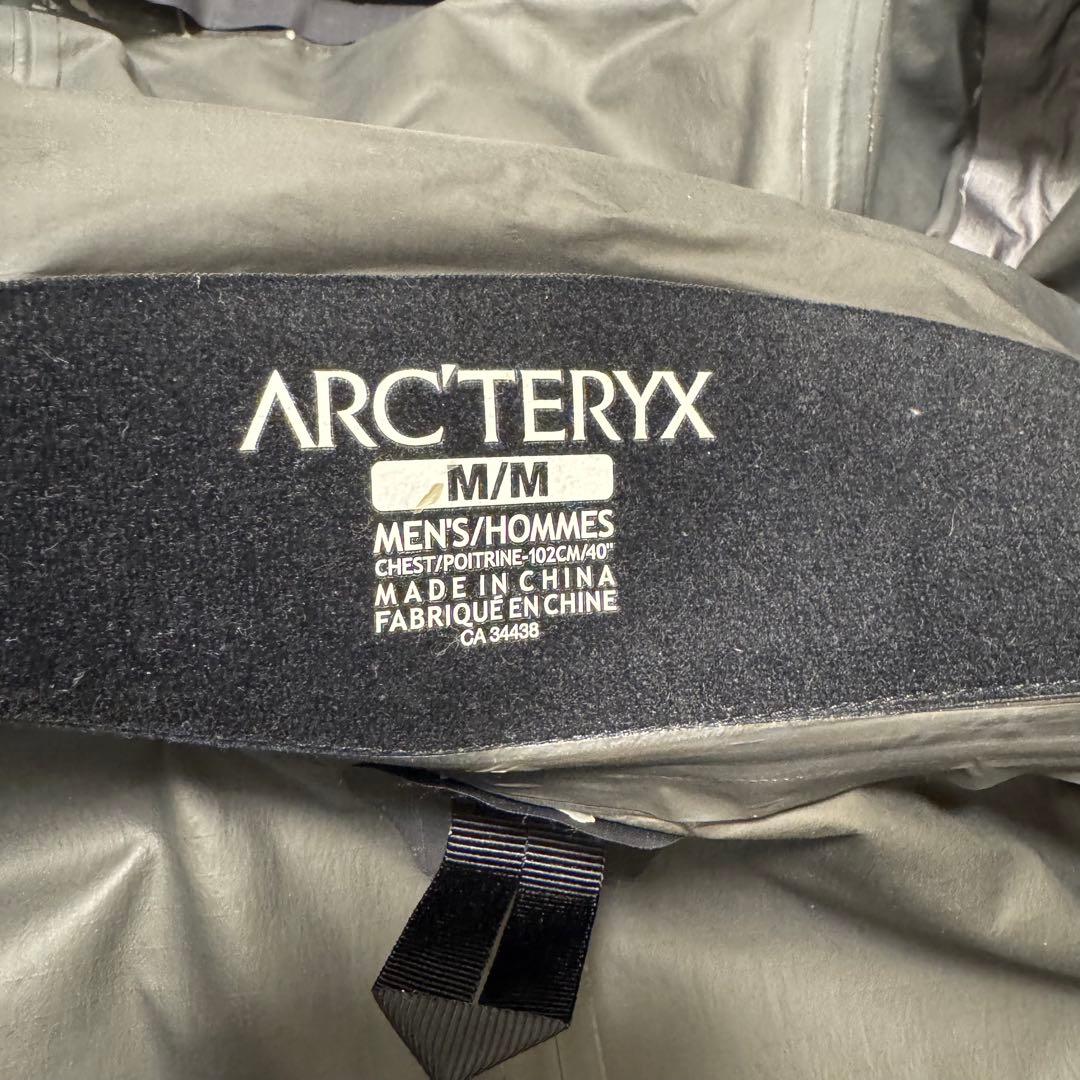 ARC'TERYX
M/M
MEN'S/HOMMES
CHEST/POITRINE-102CM/40"
MADE IN CHINA
FABRIQUÉ EN CHINE
CA 34438